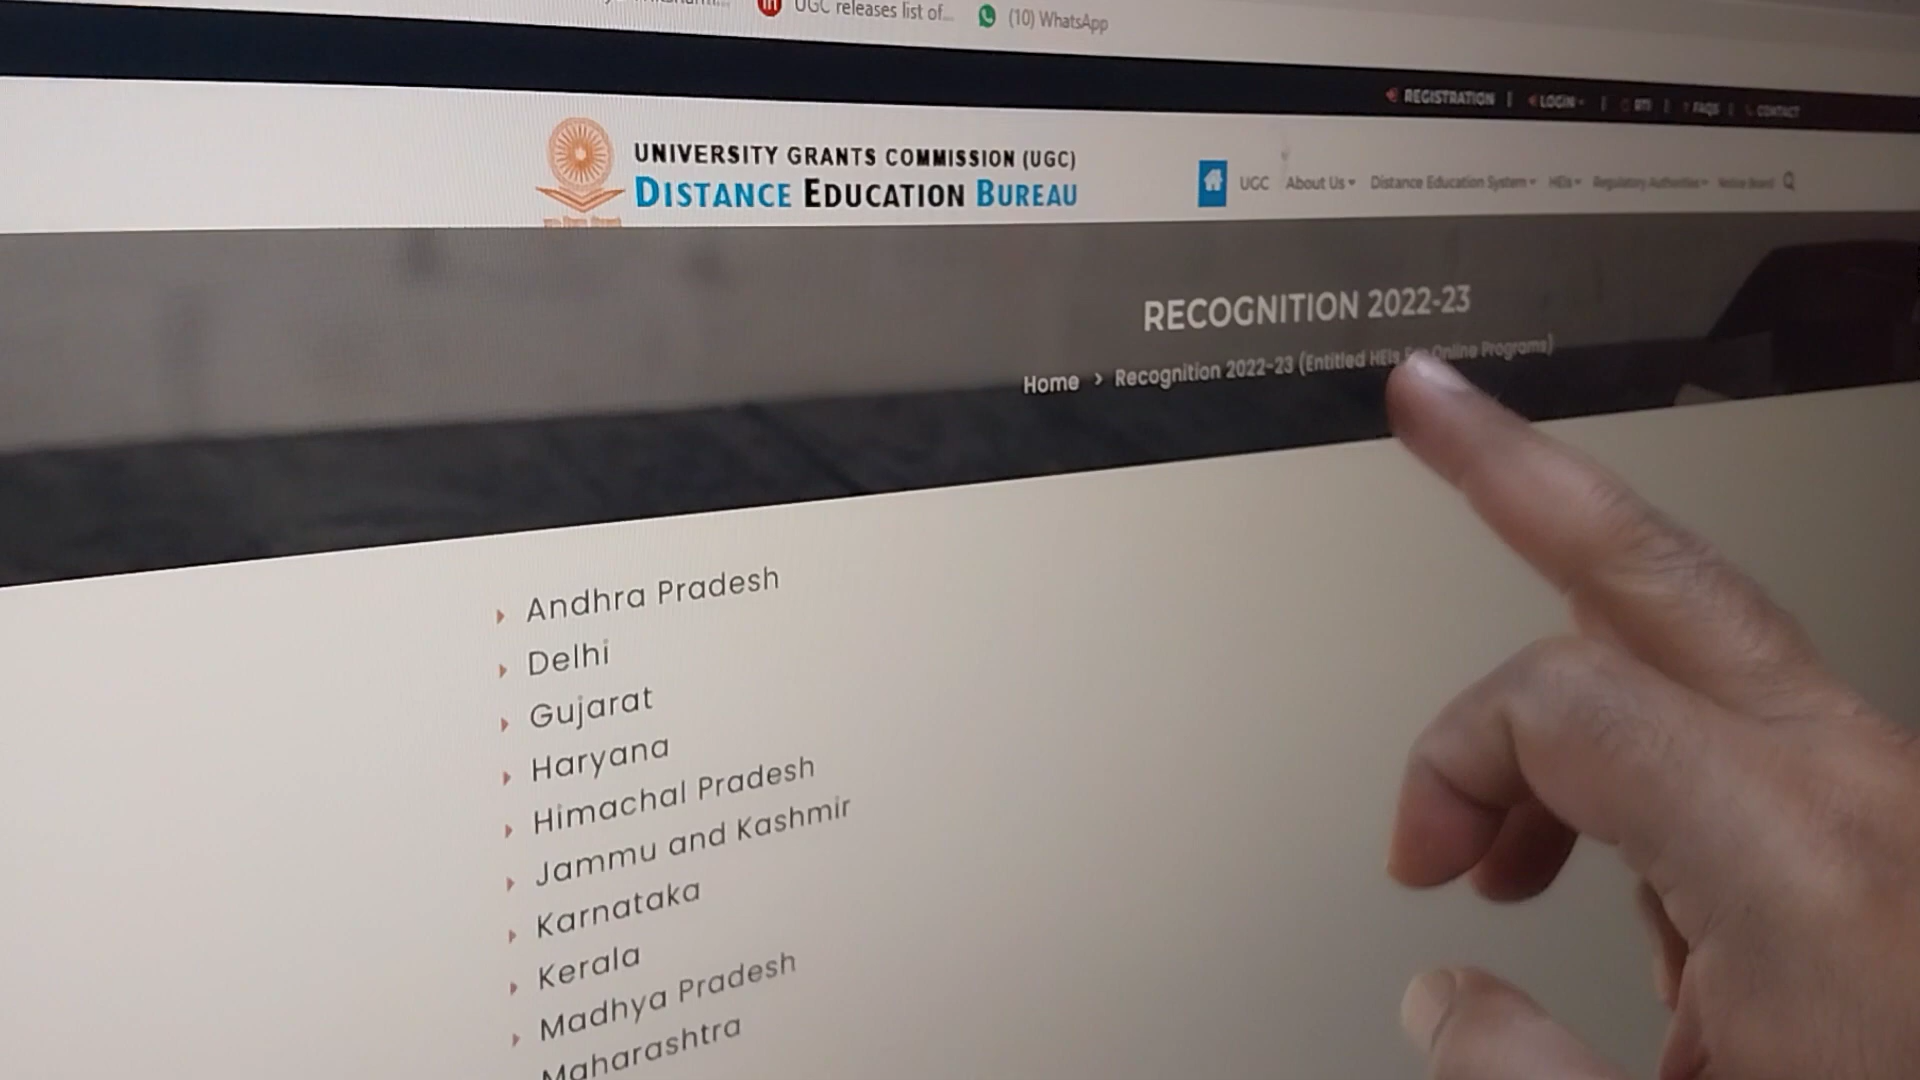 UGC releases list of...
(10) WhatsApp
REGISTRATION | LOGIN | RTI | FAQS | CONTACT
UNIVERSITY GRANTS COMMISSION (UGC)
DISTANCE EDUCATION BUREAU
UGC About Us Distance Education System HEIs Regulatory Authorities Notice Board
RECOGNITION 2022-23
Home > Recognition 2022-23 (Entitled HEIs Online Programs)
Andhra Pradesh
Delhi
Gujarat
Haryana
Himachal Pradesh
Jammu and Kashmir
Karnataka
Kerala
Madhya Pradesh
Maharashtra